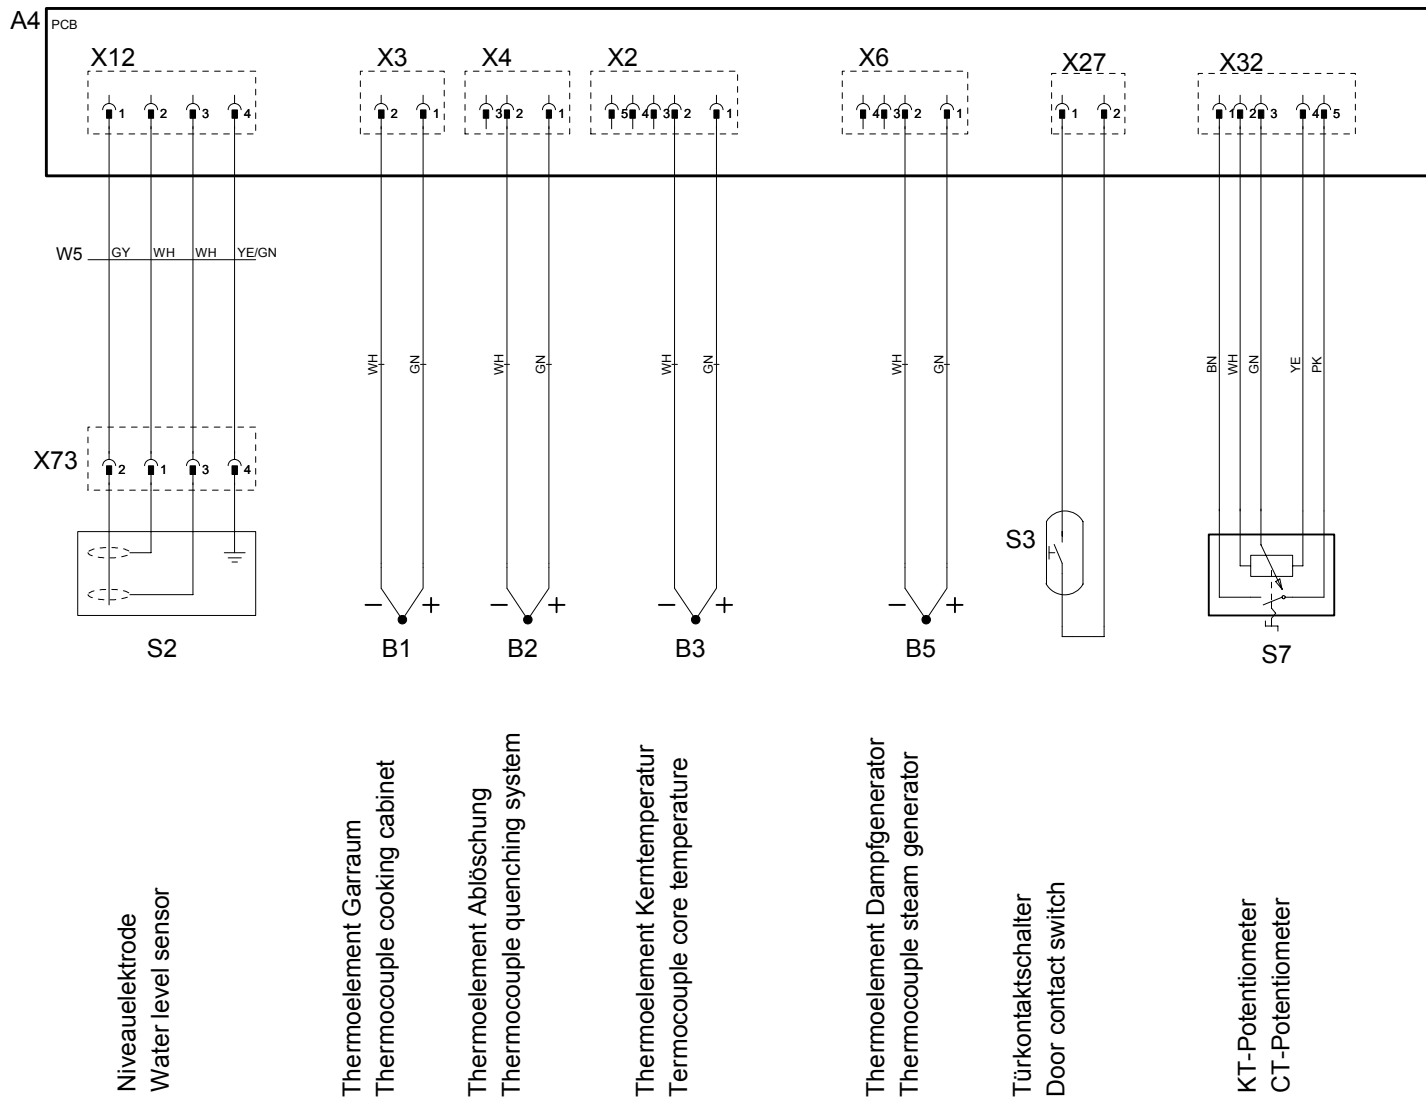 A4 PCB
X12 X3 X4 X2 X6 X27 X32
1 2 3 4 2 1 3 2 1 5 4 3 2 1 4 3 2 1 1 2 1 2 3 4 5
W5 GY WH WH YE/GN
WH GN WH GN WH GN WH GN BN WH GN YE PK
X73 2 1 3 4
S3
– + – + – + – +
S2 B1 B2 B3 B5 S7
Niveauelektrode
Water level sensor
Thermoelement Garraum
Thermocouple cooking cabinet
Thermoelement Ablöschung
Thermocouple quenching system
Thermoelement Kerntemperatur
Termocouple core temperature
Thermoelement Dampfgenerator
Thermocouple steam generator
Türkontaktschalter
Door contact switch
KT-Potentiometer
CT-Potentiometer